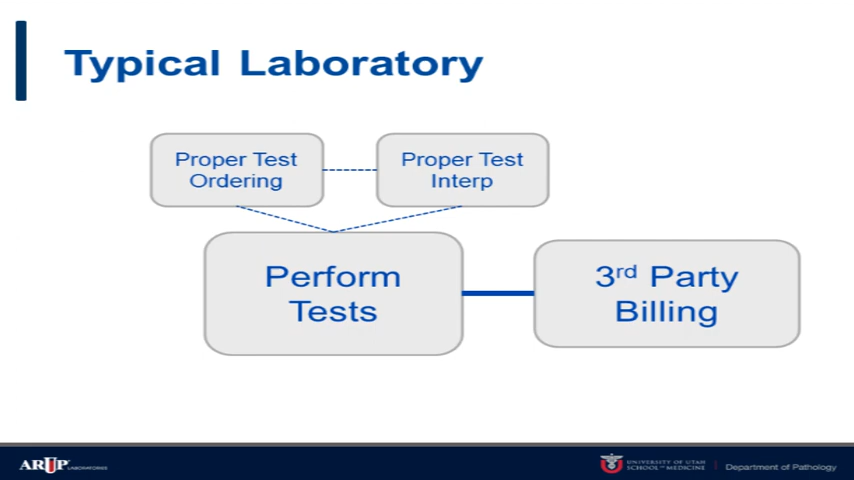 Typical Laboratory
Proper Test
Ordering
Proper Test
Interp
Perform
Tests
3rd Party
Billing
ARUP LABORATORIES
UNIVERSITY OF UTAH
SCHOOL OF MEDICINE
Department of Pathology